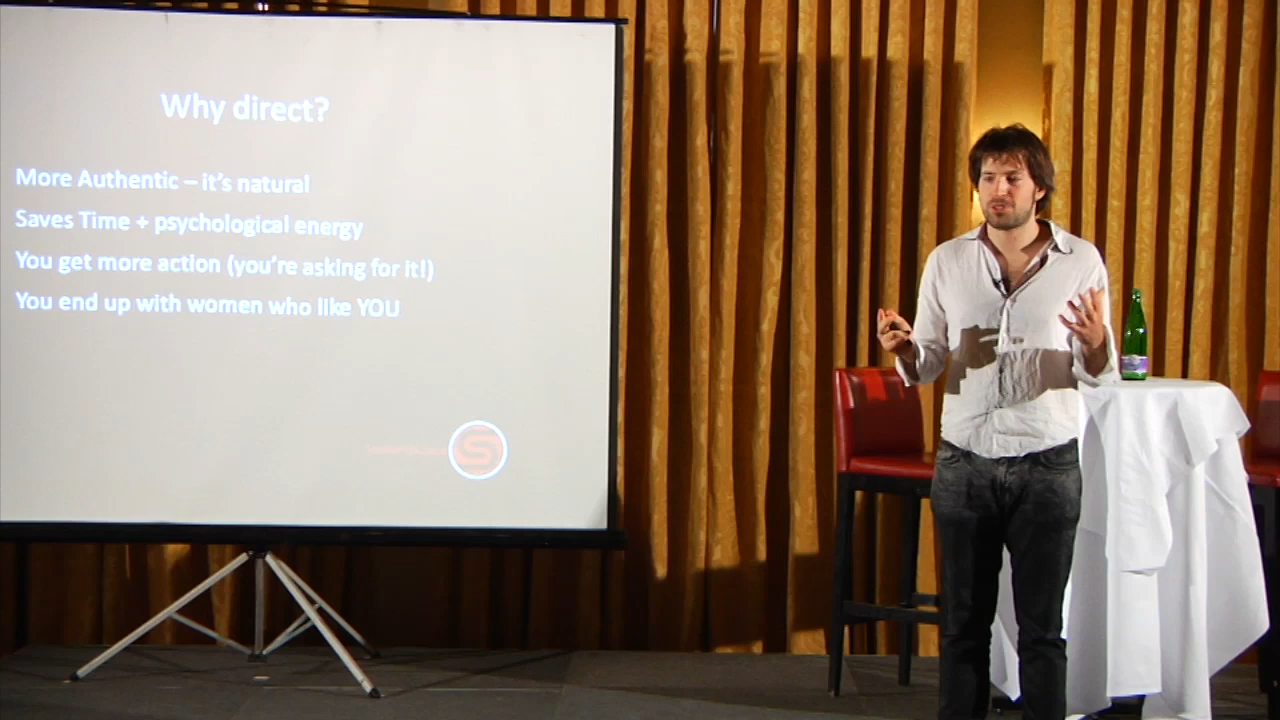 Why direct?
More Authentic – it's natural
Saves Time + psychological energy
You get more action (you're asking for it!)
You end up with women who like YOU
S